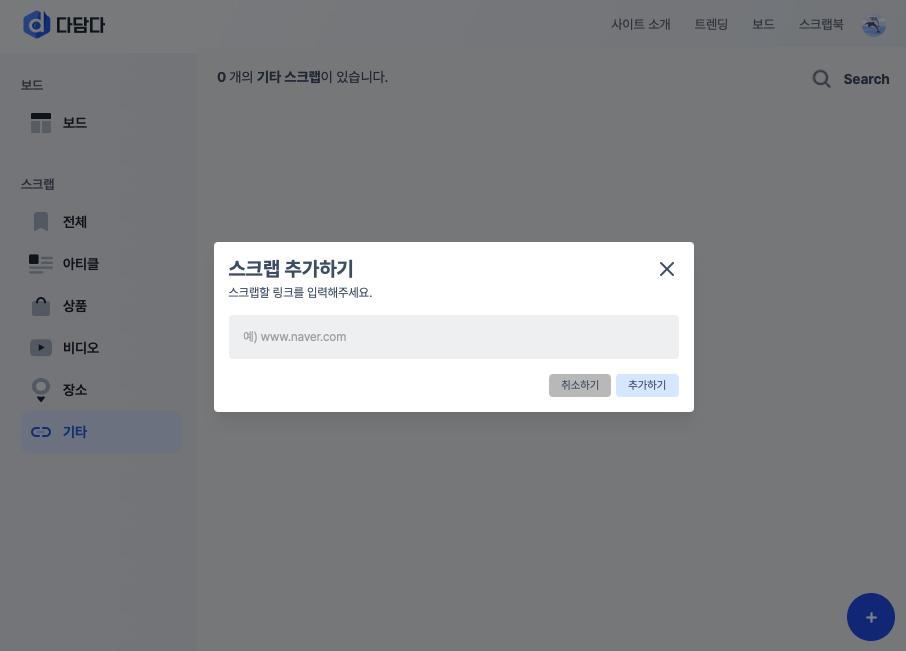 다담다
사이트 소개 트렌딩 보드 스크랩북
보드
보드
스크랩
전체
아티클
상품
비디오
장소
기타
0 개의 기타 스크랩이 있습니다.
Search
스크랩 추가하기
스크랩할 링크를 입력해주세요.
예) www.naver.com
취소하기 추가하기
+